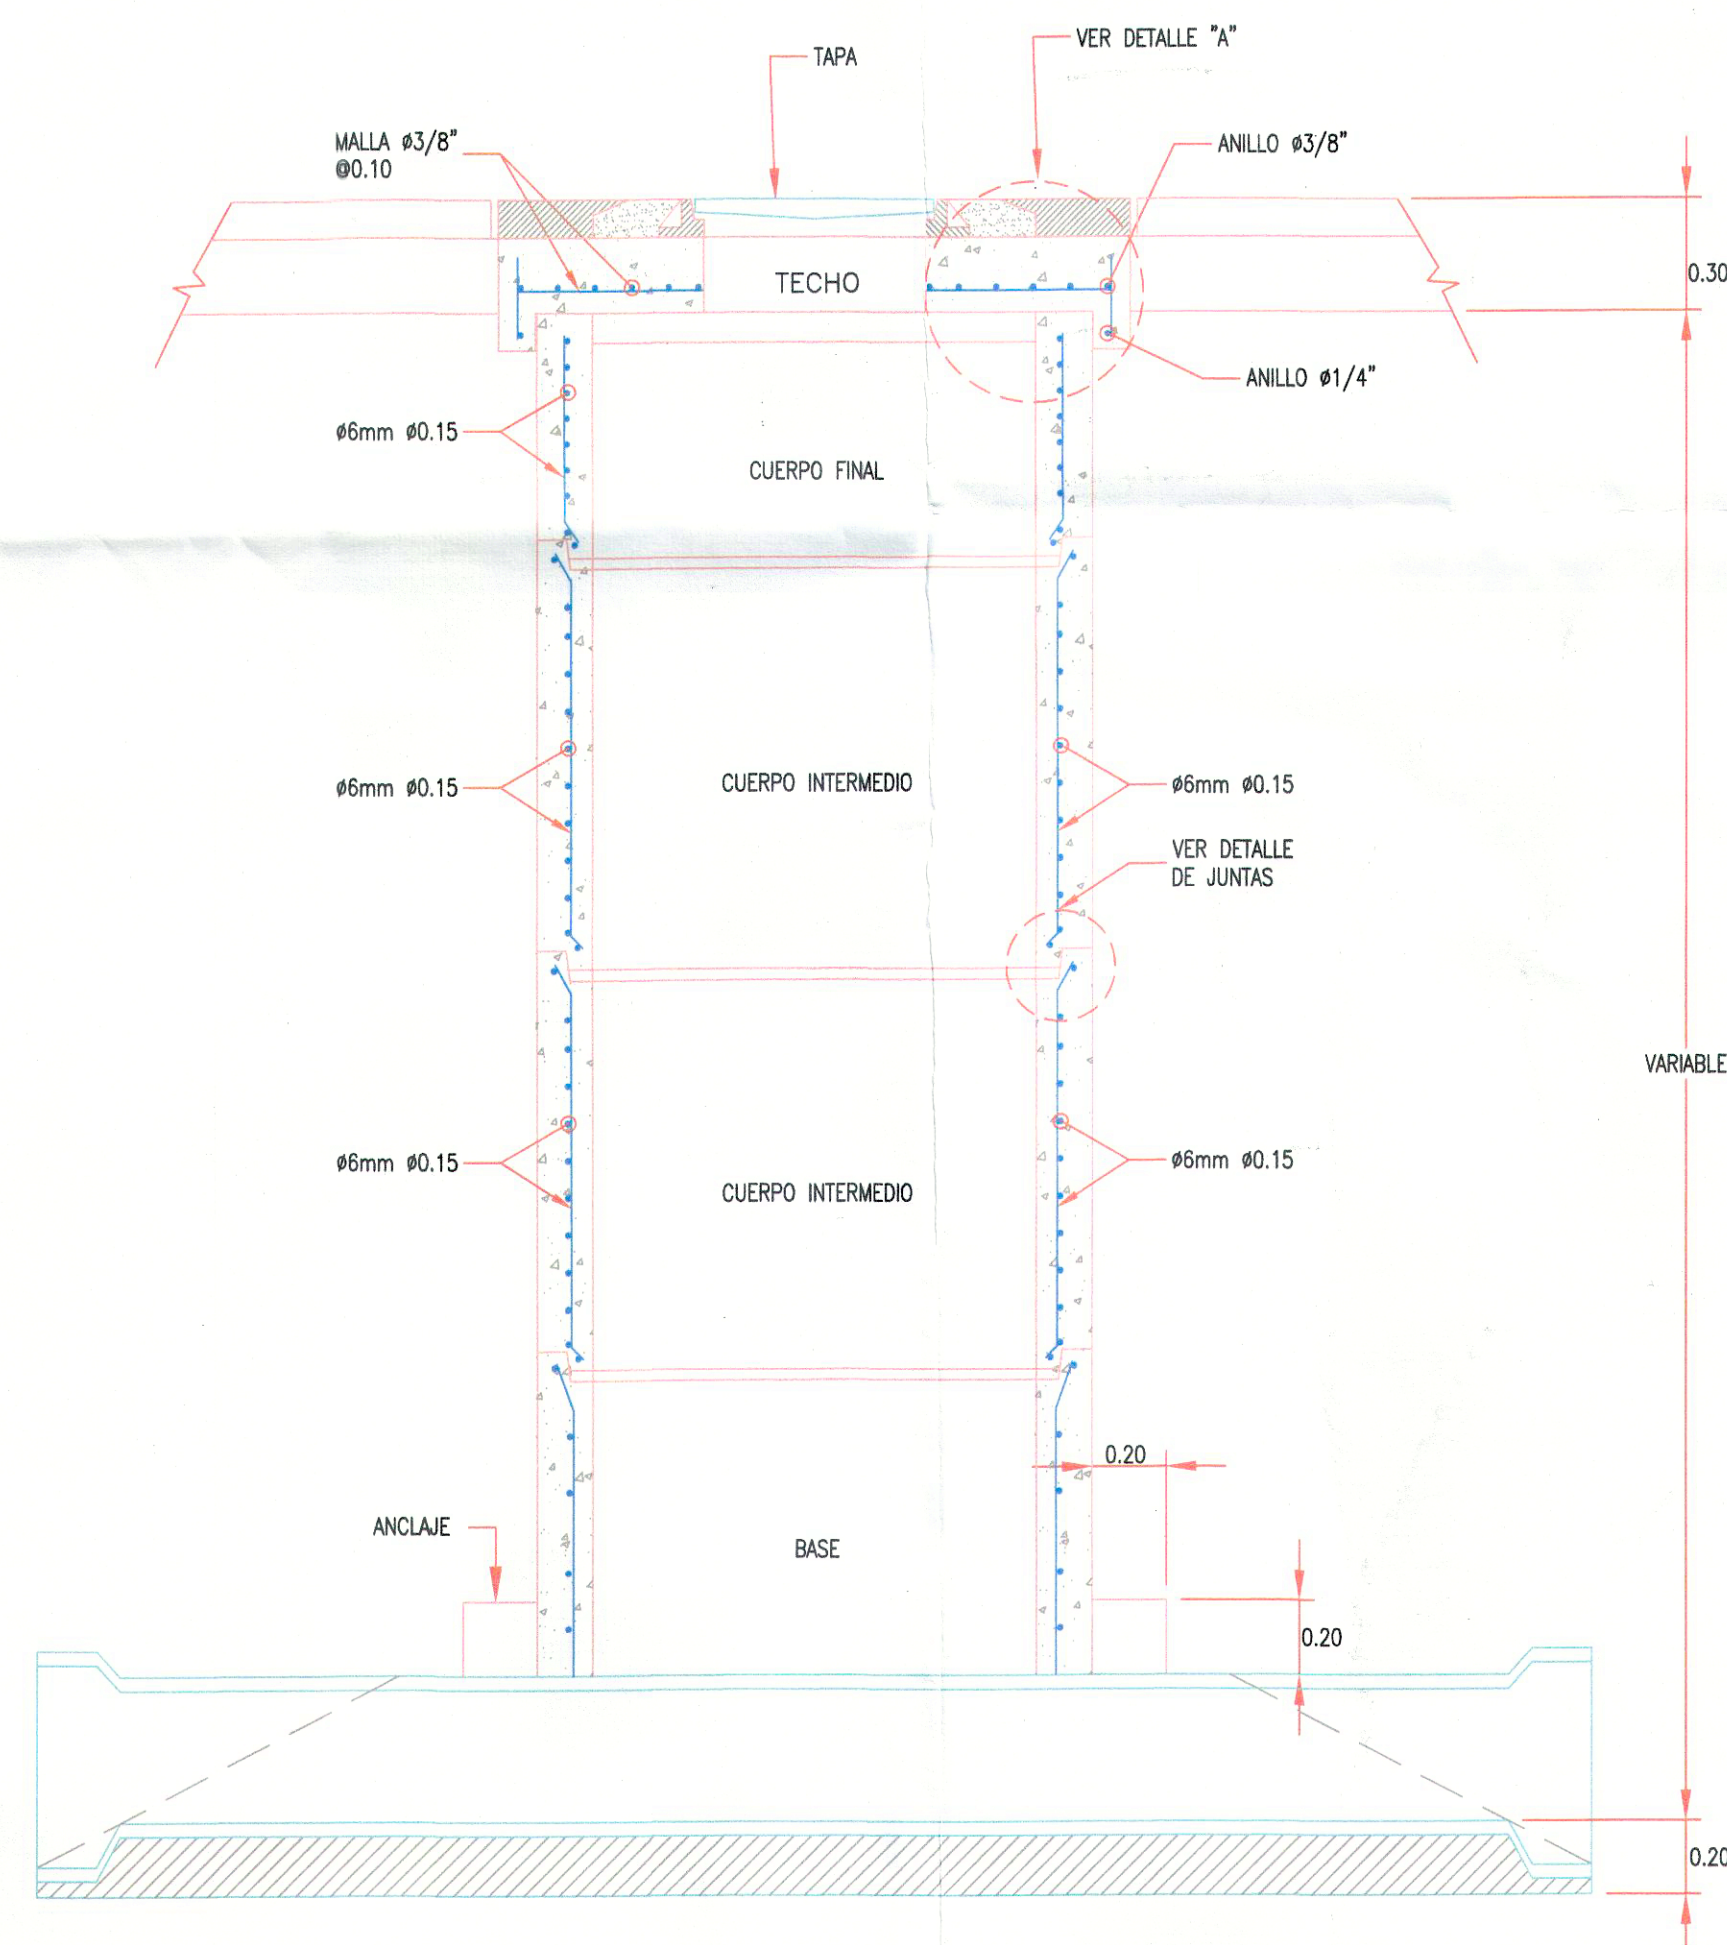 TAPA
VER DETALLE "A"
MALLA ø3/8"
@0.10
ANILLO ø3/8"
0.30
TECHO
ANILLO ø1/4"
ø6mm ø0.15
CUERPO FINAL
ø6mm ø0.15
CUERPO INTERMEDIO
ø6mm ø0.15
VER DETALLE
DE JUNTAS
VARIABLE
ø6mm ø0.15
CUERPO INTERMEDIO
ø6mm ø0.15
0.20
ANCLAJE
BASE
0.20
0.20